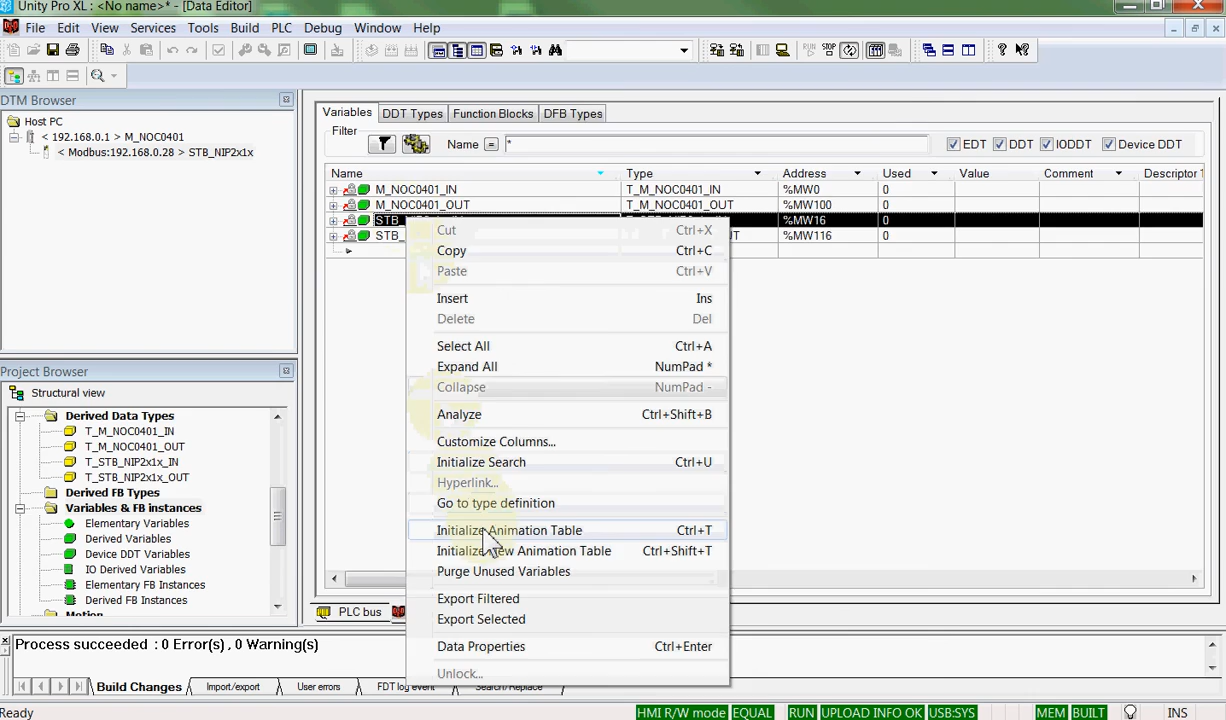 Unity Pro XL : <No name>* - [Data Editor]
File Edit View Services Tools Build PLC Debug Window Help
DTM Browser
Host PC
< 192.168.0.1 > M_NOC0401
< Modbus:192.168.0.28 > STB_NIP2x1x
Variables DDT Types Function Blocks DFB Types
Filter
Name = * EDT DDT IODDT Device DDT
Name Type Address Used Value Comment Descriptor
M_NOC0401_IN T_M_NOC0401_IN %MW0 0
M_NOC0401_OUT T_M_NOC0401_OUT %MW100 0
STB_ %MW16 0
STB_ UT %MW116 0
Cut Ctrl+X
Copy Ctrl+C
Paste Ctrl+V
Insert Ins
Delete Del
Select All Ctrl+A
Expand All NumPad *
Collapse NumPad -
Analyze Ctrl+Shift+B
Customize Columns...
Initialize Search Ctrl+U
Hyperlink...
Go to type definition
Initialize Animation Table Ctrl+T
Initialize New Animation Table Ctrl+Shift+T
Purge Unused Variables
Export Filtered
Export Selected
Data Properties Ctrl+Enter
Unlock...
Project Browser
Structural view
Derived Data Types
T_M_NOC0401_IN
T_M_NOC0401_OUT
T_STB_NIP2x1x_IN
T_STB_NIP2x1x_OUT
Derived FB Types
Variables & FB instances
Elementary Variables
Derived Variables
Device DDT Variables
IO Derived Variables
Elementary FB Instances
Derived FB Instances
Motion
PLC bus
Process succeeded : 0 Error(s) , 0 Warning(s)
Build Changes Import/export User errors FDT log event Search/Replace
Ready HMI R/W mode EQUAL RUN UPLOAD INFO OK USB:SYS MEM BUILT INS